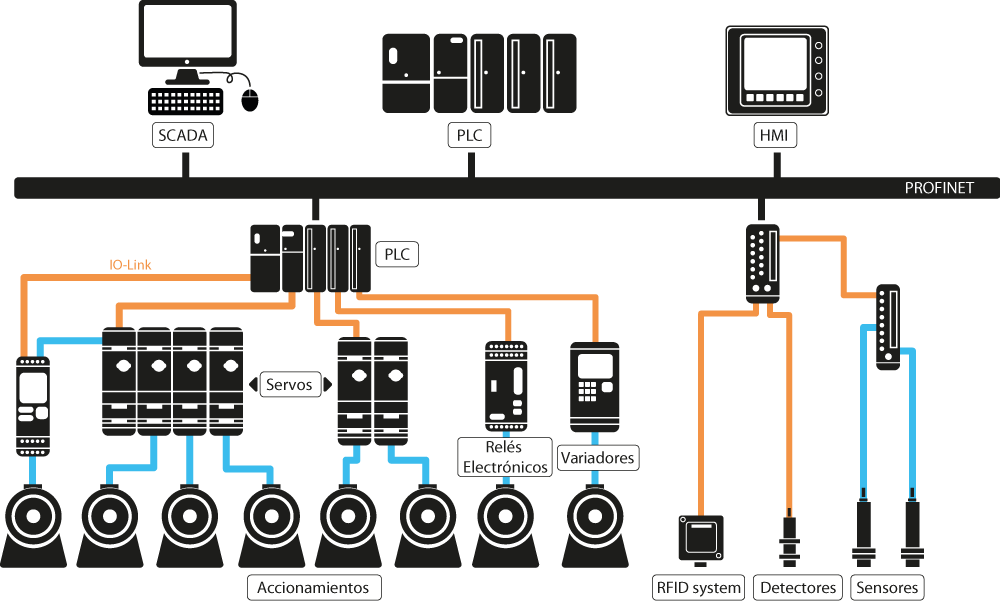 SCADA
PLC
HMI
PROFINET
PLC
IO-Link
Servos
Relés
Electrónicos
Variadores
Accionamientos
RFID system
Detectores
Sensores